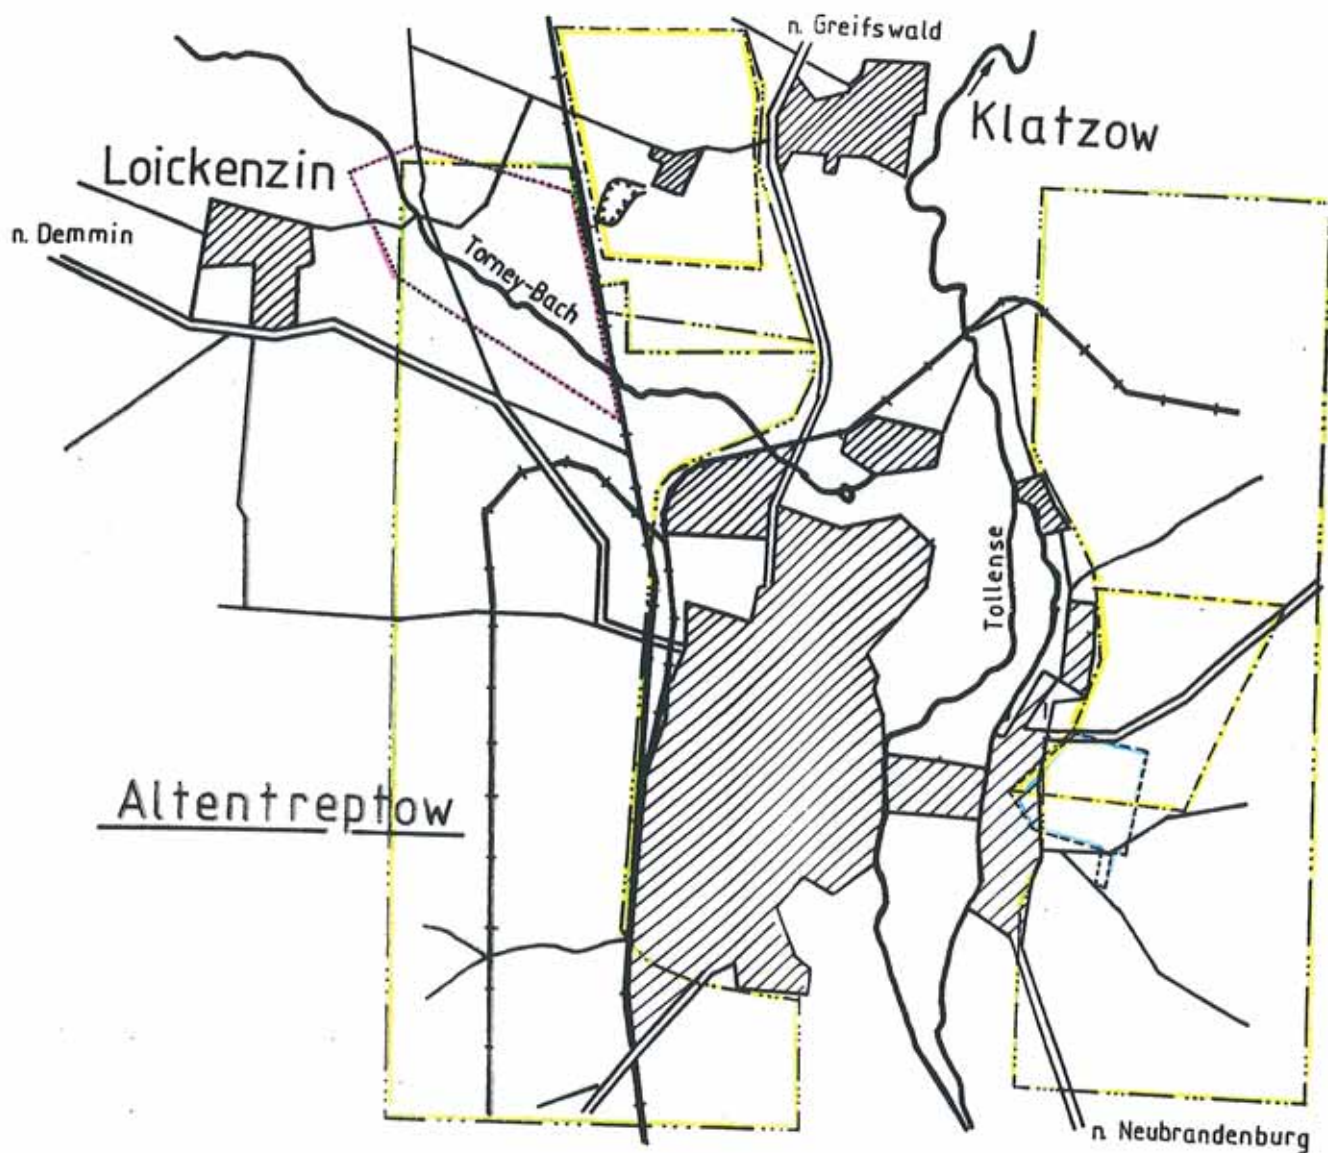 n. Greifswald
Klatzow
Loickenzin
n. Demmin
Torney-Bach
Tollense
Altentreptow
n. Neubrandenburg